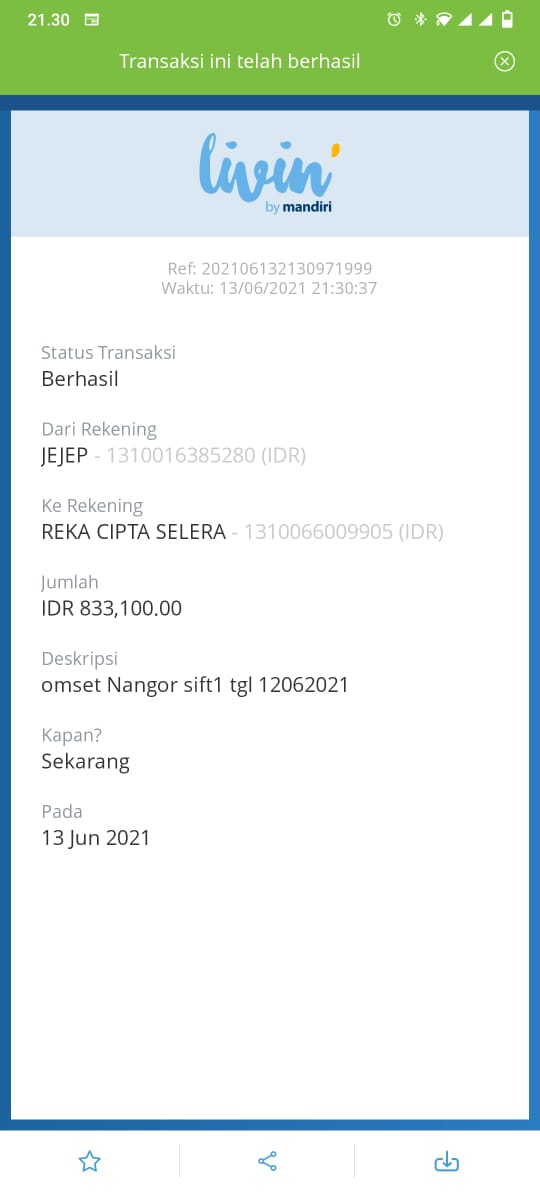 21.30
Transaksi ini telah berhasil
livin'
by mandiri
Ref: 202106132130971999
Waktu: 13/06/2021 21:30:37
Status Transaksi
Berhasil
Dari Rekening
JEJEP - 1310016385280 (IDR)
Ke Rekening
REKA CIPTA SELERA - 1310066009905 (IDR)
Jumlah
IDR 833,100.00
Deskripsi
omset Nangor sift1 tgl 12062021
Kapan?
Sekarang
Pada
13 Jun 2021